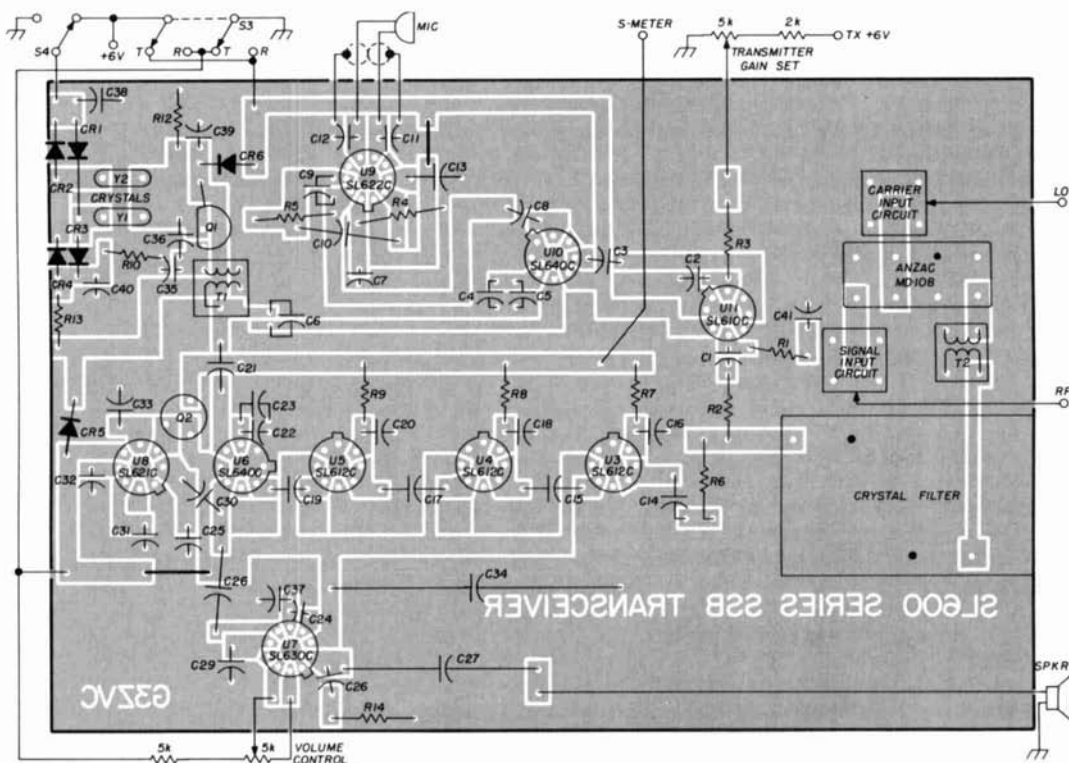 MIC
S-METER
5k
2k
TX +6V
TRANSMITTER
GAIN SET
S3
S4
+6V
T
R
T
R
C38
CR1
R12
C39
CR6
C12
C11
U9
SL622C
C13
C9
R5
R4
C10
C7
CR2
Y2
CRYSTALS
Y1
CR3
Q1
C36
R10
C35
CR4
C40
T1
R13
C6
C8
U10
SL640C
C3
C4
C5
R3
C2
U11
SL610C
C1
R1
C41
R2
CARRIER
INPUT
CIRCUIT
LO
ANZAC
MD108
SIGNAL
INPUT
CIRCUIT
T2
RF
C21
C33
Q2
C23
C22
R9
C20
R8
C18
R7
C16
CR5
U8
SL621C
U6
SL640C
U5
SL612C
U4
SL612C
U3
SL612C
C32
C30
C19
C17
C15
C14
R6
CRYSTAL FILTER
C31
C25
C26
C37
C24
C34
SL600 SERIES SSB TRANSCEIVER
U7
SL630C
C29
C26
C27
SPKR
G3ZVC
R14
5k
5k
VOLUME
CONTROL